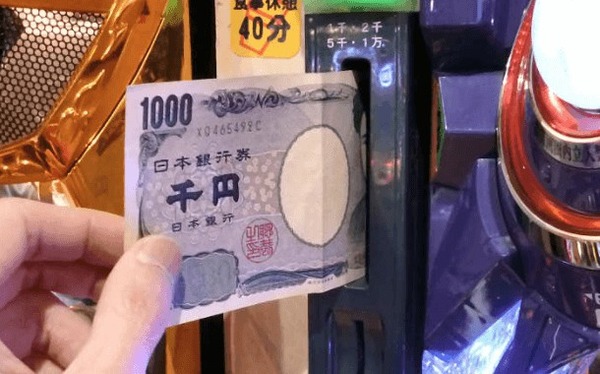 食事休憩
40分
1千・2千
5千・1万
1000
日本銀行券
千円
日本銀行